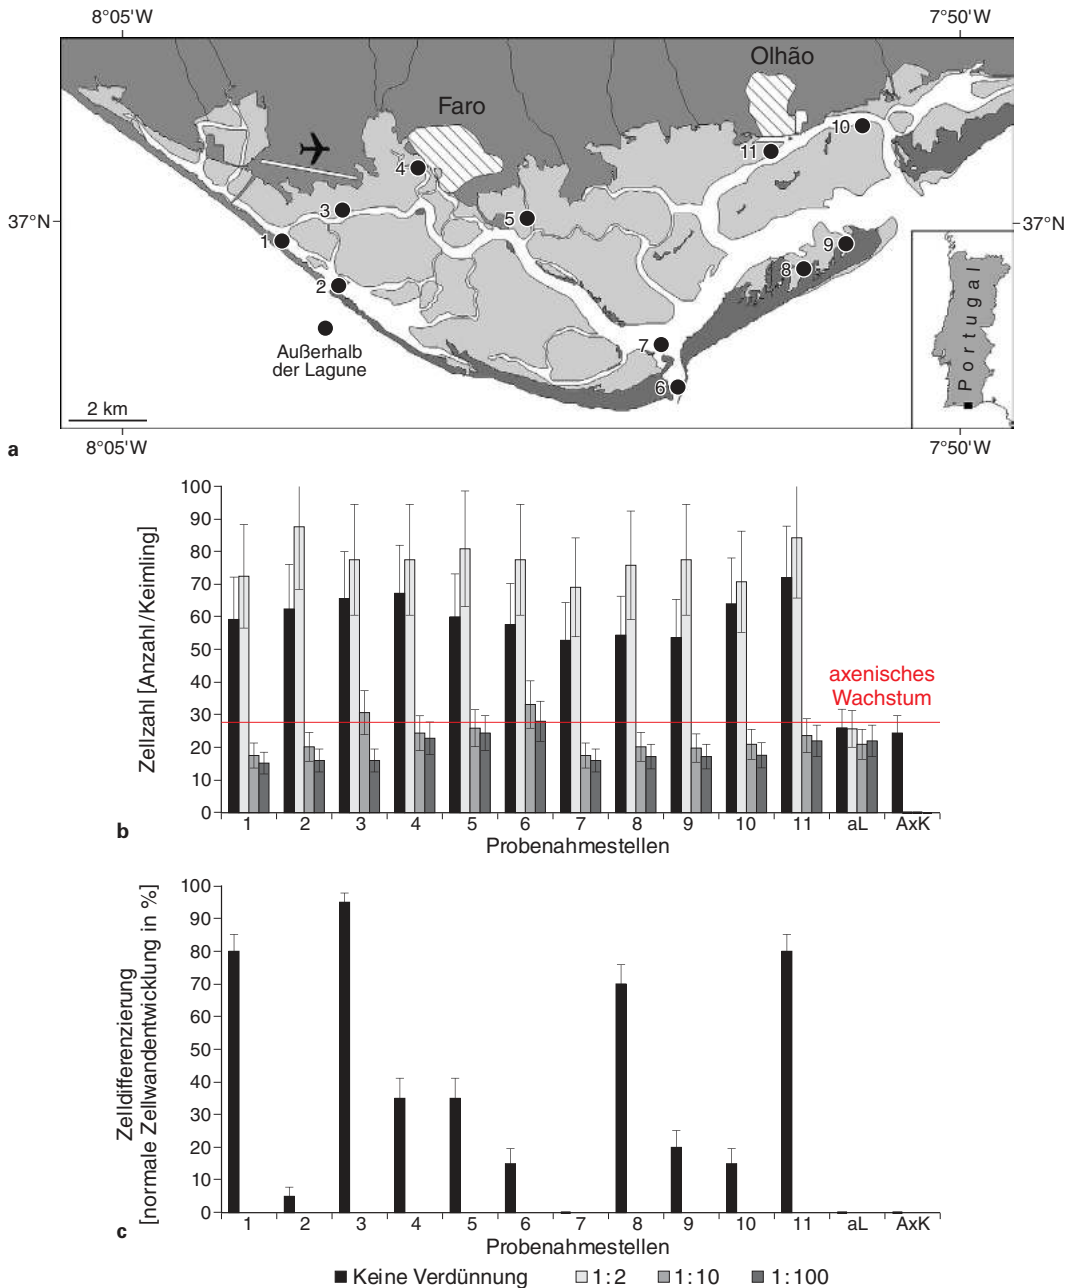 8°05'W 7°50'W
Faro
Olhão
10
11
4
3
5
37°N 37°N
1
9
8
2
Außerhalb
der Lagune
7
6
Portugal
2 km
8°05'W 7°50'W
a
Zellzahl [Anzahl/Keimling]
100
90
80
70
60
50
40
30
20
10
0
axenisches
Wachstum
1 2 3 4 5 6 7 8 9 10 11 aL AxK
Probenahmestellen
b
Zelldifferenzierung
[normale Zellwandentwicklung in %]
100
90
80
70
60
50
40
30
20
10
0
1 2 3 4 5 6 7 8 9 10 11 aL AxK
Probenahmestellen
c
Keine Verdünnung 1:2 1:10 1:100